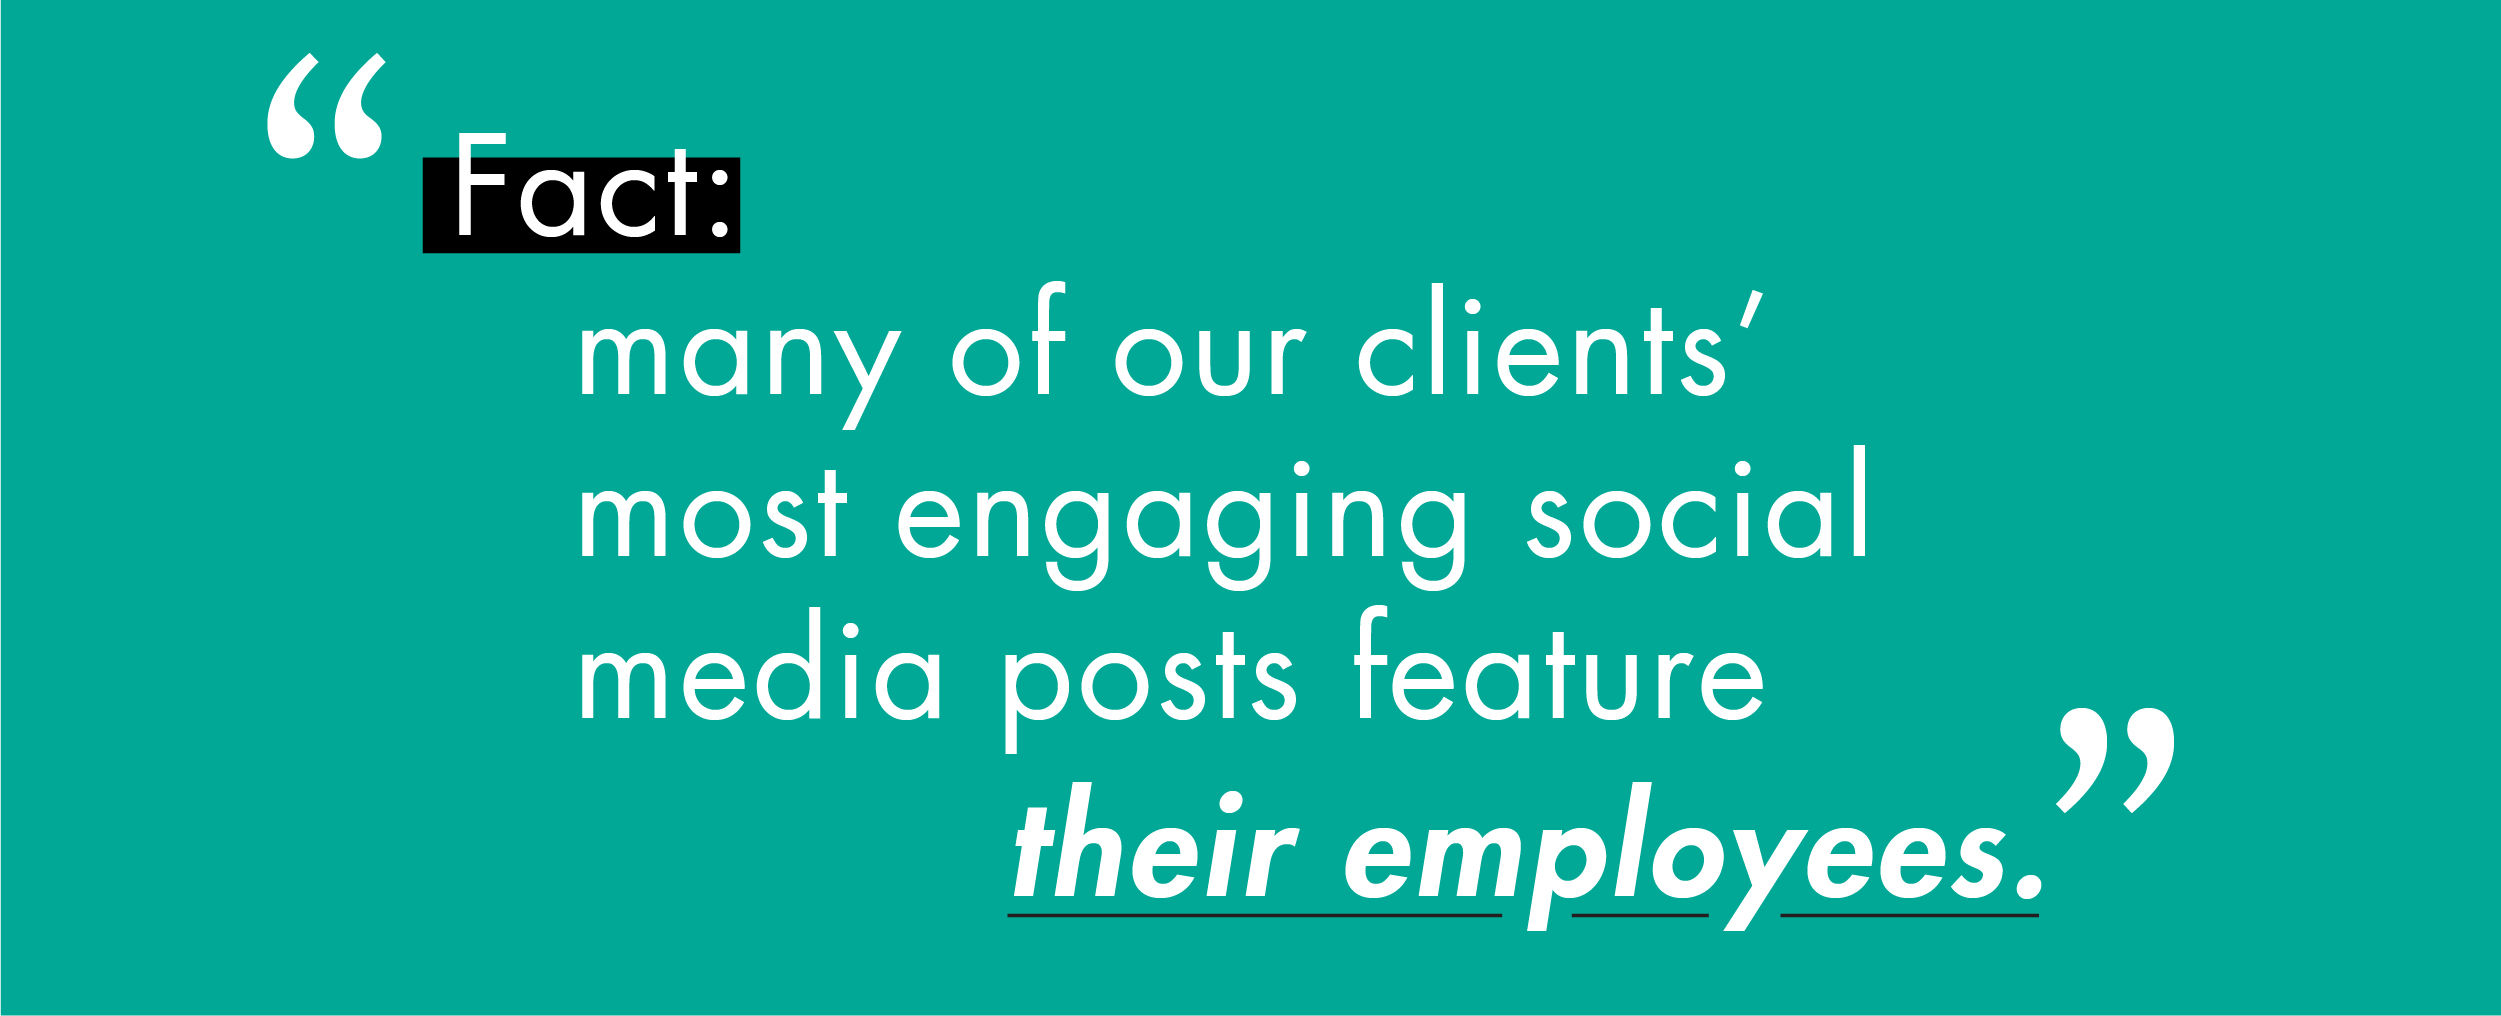 “
Fact:
many of our clients’
most engaging social
media posts feature
their employees.”